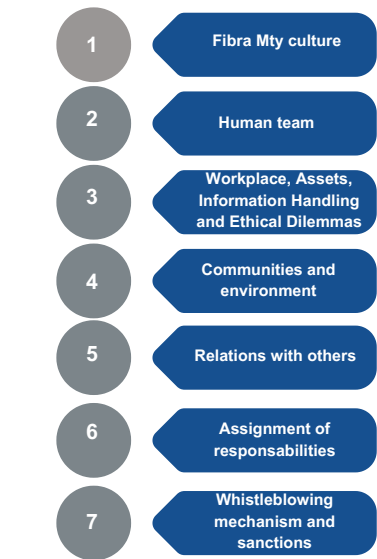 1
Fibra Mty culture
2
Human team
3
Workplace, Assets,
Information Handling
and Ethical Dilemmas
4
Communities and
environment
5
Relations with others
6
Assignment of
responsabilities
7
Whistleblowing
mechanism and
sanctions